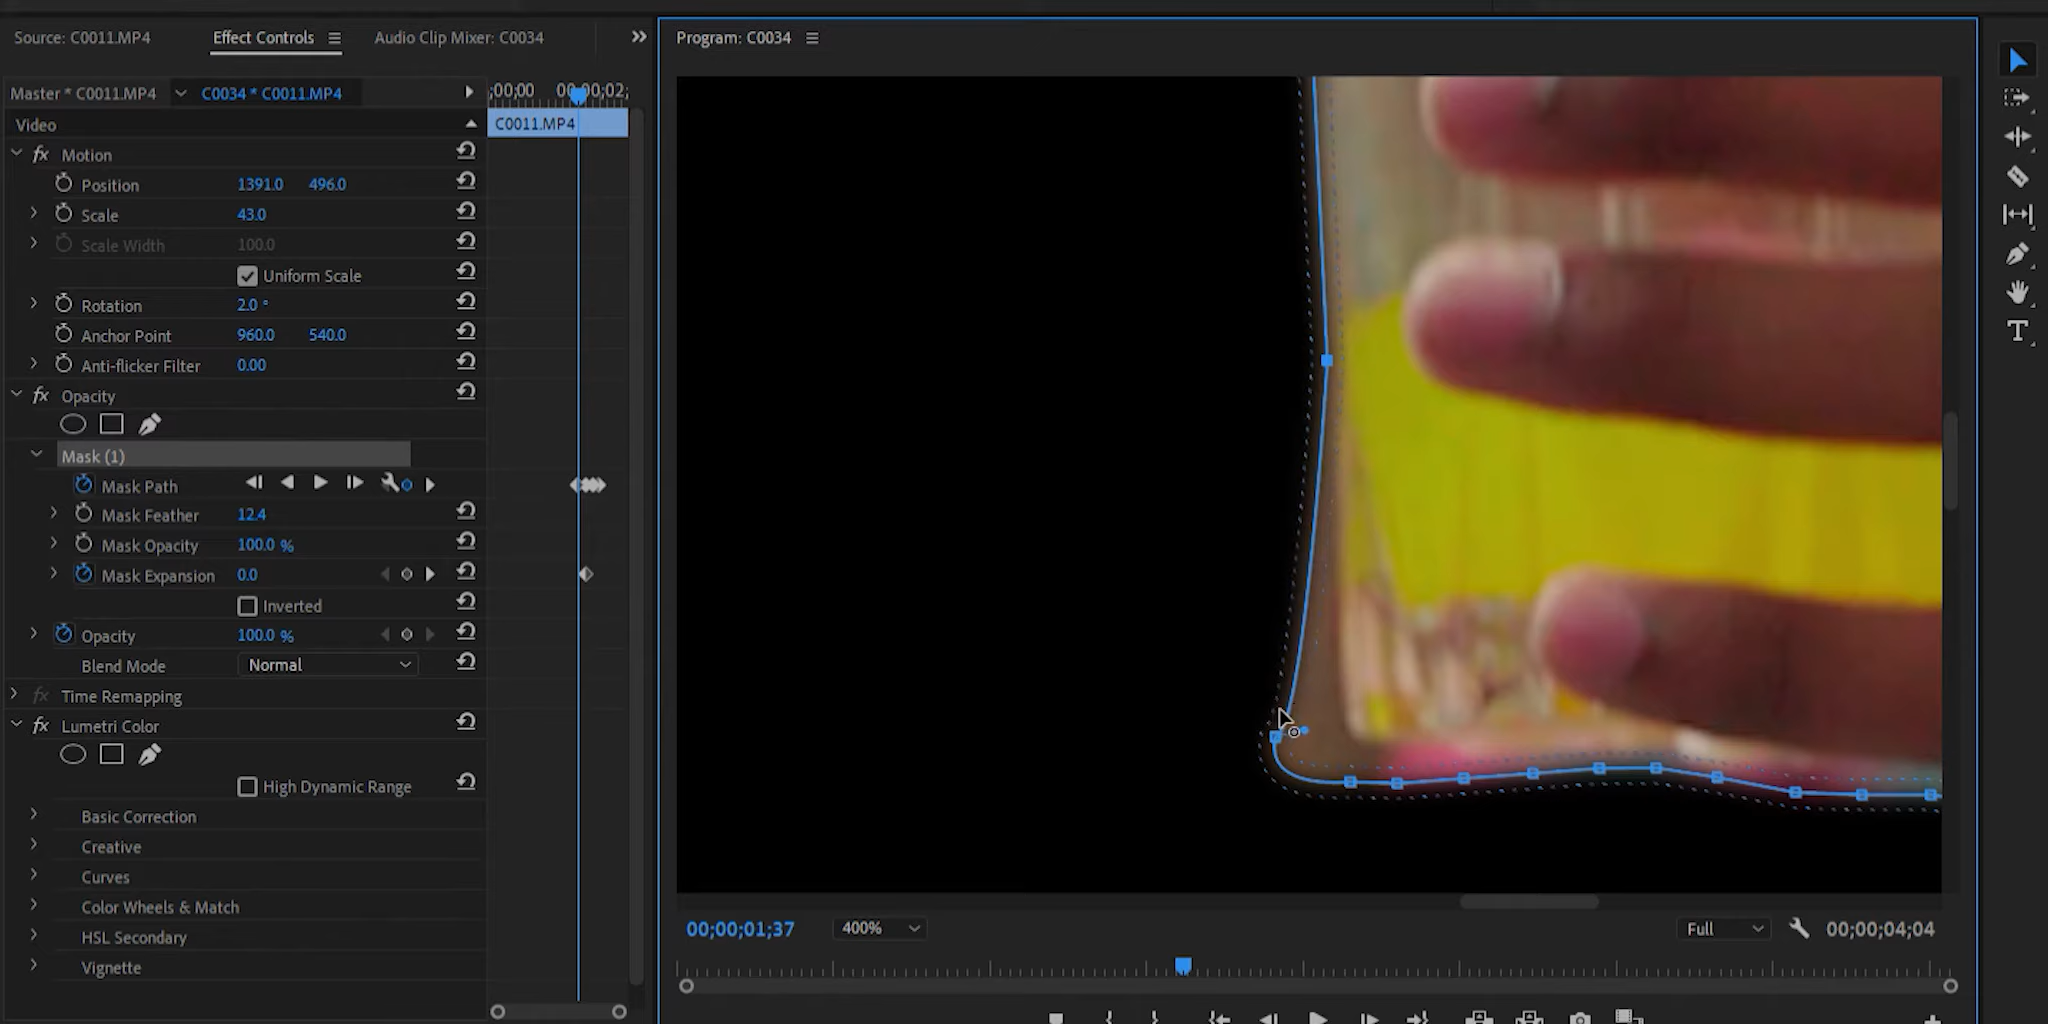 Source: C0011.MP4
Effect Controls
Audio Clip Mixer: C0034
Program: C0034
Master * C0011.MP4
C0034 * C0011.MP4
;00;00
00;00;02;
Video
C0011.MP4
fx Motion
Position 1391.0 496.0
Scale 43.0
Scale Width 100.0
Uniform Scale
Rotation 2.0 °
Anchor Point 960.0 540.0
Anti-flicker Filter 0.00
fx Opacity
Mask (1)
Mask Path
Mask Feather 12.4
Mask Opacity 100.0 %
Mask Expansion 0.0
Inverted
Opacity 100.0 %
Blend Mode Normal
fx Time Remapping
fx Lumetri Color
High Dynamic Range
Basic Correction
Creative
Curves
Color Wheels & Match
HSL Secondary
Vignette
00;00;01;37
400%
Full
00;00;04;04